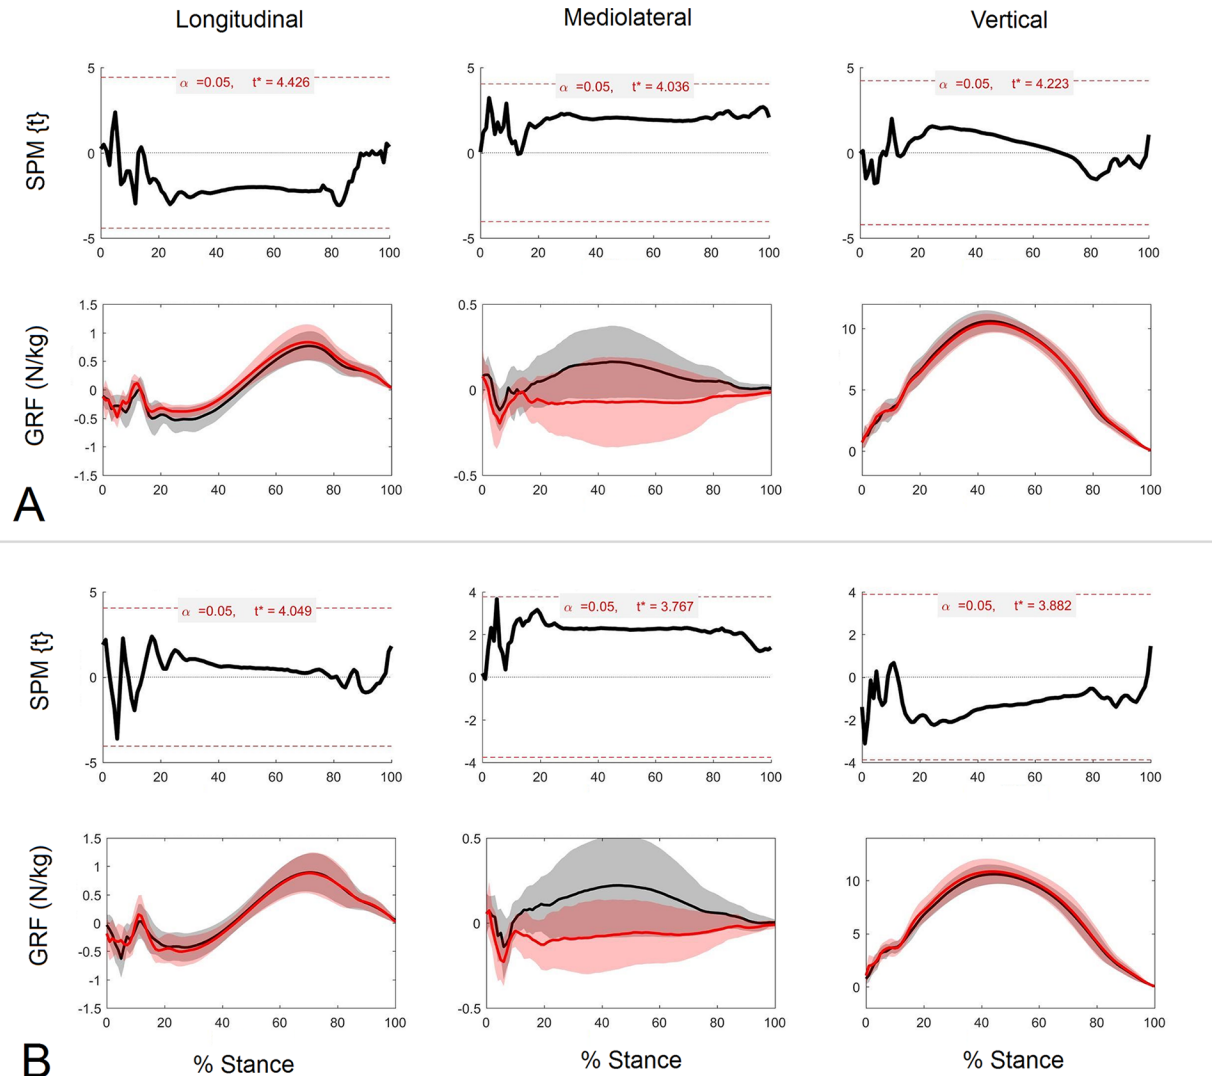 Longitudinal Mediolateral Vertical
SPM {t}
5
0
-5
α =0.05, t* = 4.426
0 20 40 60 80 100
5
0
-5
α =0.05, t* = 4.036
0 20 40 60 80 100
5
0
-5
α =0.05, t* = 4.223
0 20 40 60 80 100
GRF (N/kg)
1.5
1
0.5
0
-0.5
-1
-1.5
0 20 40 60 80 100
0.5
0
-0.5
0 20 40 60 80 100
10
5
0
0 20 40 60 80 100
A
SPM {t}
5
0
-5
α =0.05, t* = 4.049
0 20 40 60 80 100
4
2
0
-2
-4
α =0.05, t* = 3.767
0 20 40 60 80 100
4
2
0
-2
-4
α =0.05, t* = 3.882
0 20 40 60 80 100
GRF (N/kg)
1.5
1
0.5
0
-0.5
-1
-1.5
0 20 40 60 80 100
0.5
0
-0.5
0 20 40 60 80 100
10
5
0
0 20 40 60 80 100
B
% Stance % Stance % Stance